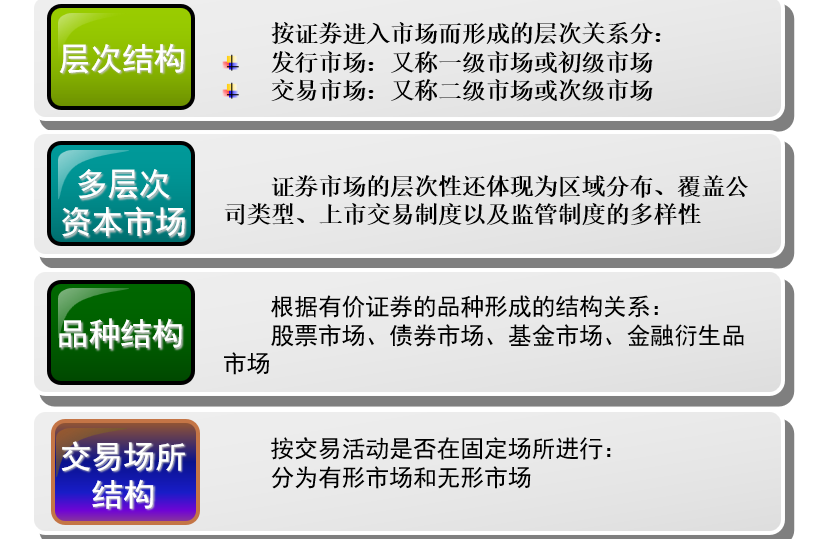 层次结构
按证券进入市场而形成的层次关系分：
发行市场：又称一级市场或初级市场
交易市场：又称二级市场或次级市场
多层次
资本市场
证券市场的层次性还体现为区域分布、覆盖公
司类型、上市交易制度以及监管制度的多样性
品种结构
根据有价证券的品种形成的结构关系：
股票市场、债券市场、基金市场、金融衍生品
市场
交易场所
结构
按交易活动是否在固定场所进行：
分为有形市场和无形市场